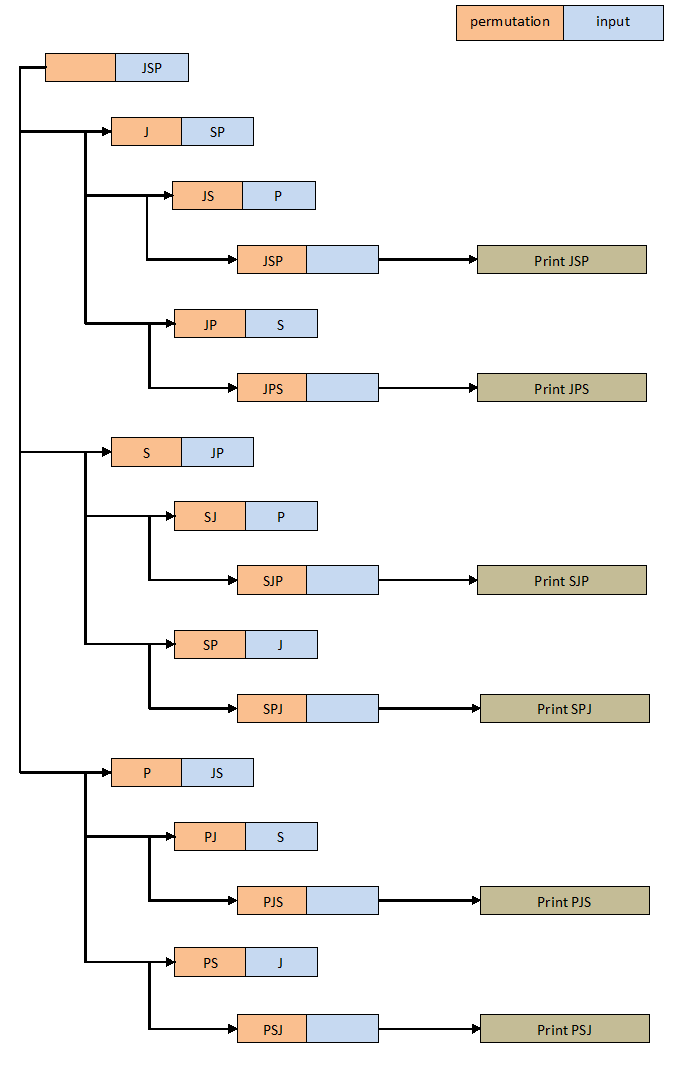 permutation input
JSP
J SP
JS P
JSP Print JSP
JP S
JPS Print JPS
S JP
SJ P
SJP Print SJP
SP J
SPJ Print SPJ
P JS
PJ S
PJS Print PJS
PS J
PSJ Print PSJ